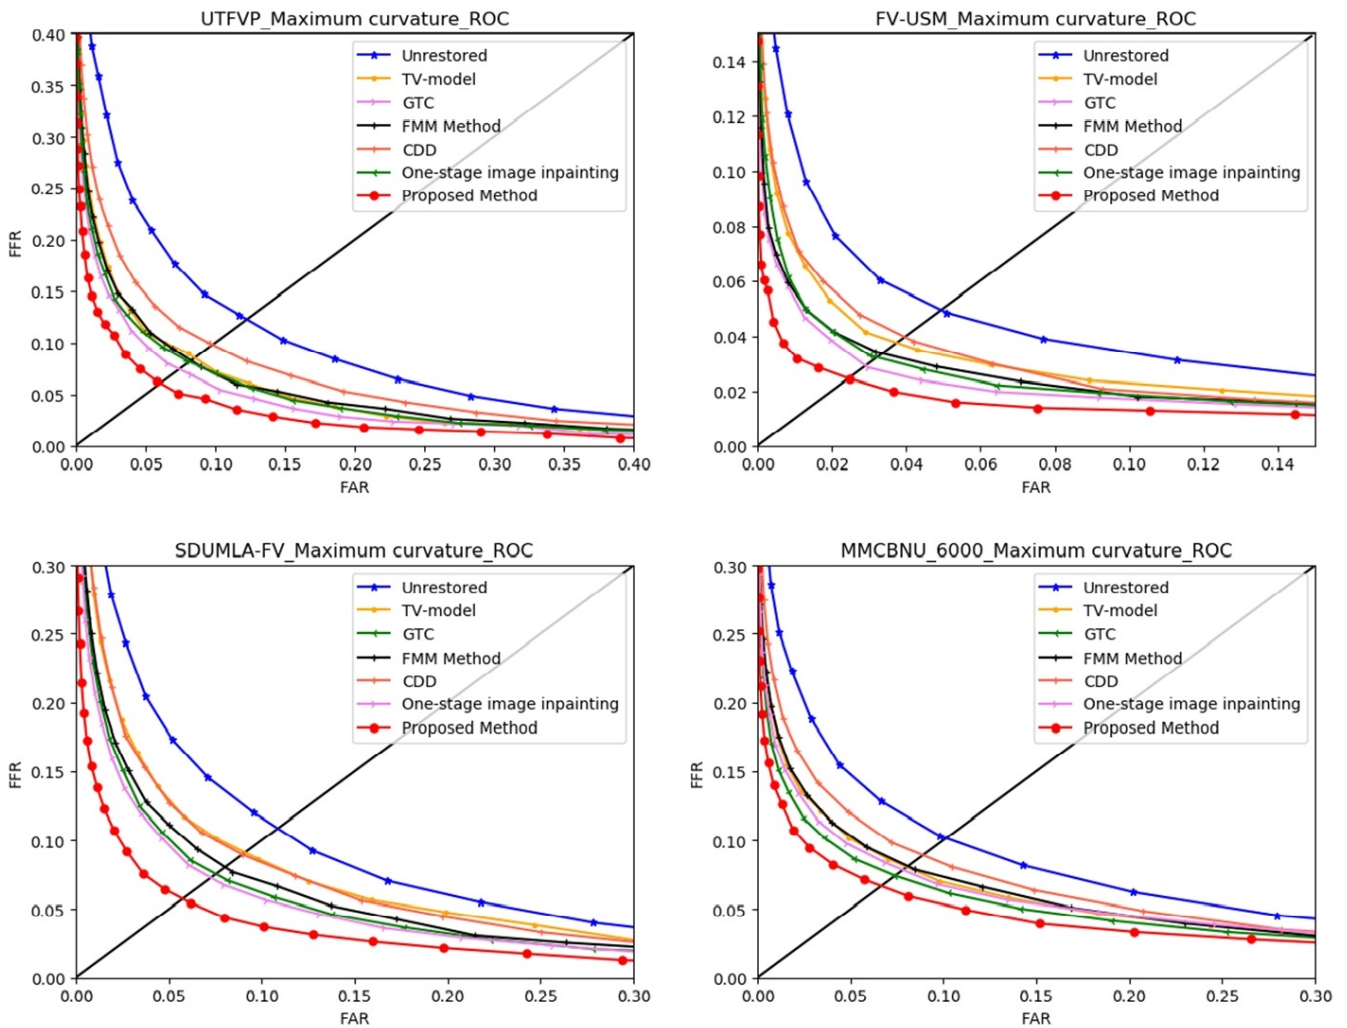 UTFVP_Maximum curvature_ROC
0.40
0.35
0.30
0.25
0.20
0.15
0.10
0.05
0.00
FFR
Unrestored
TV-model
GTC
FMM Method
CDD
One-stage image inpainting
Proposed Method
0.00 0.05 0.10 0.15 0.20 0.25 0.30 0.35 0.40
FAR
FV-USM_Maximum curvature_ROC
0.14
0.12
0.10
0.08
0.06
0.04
0.02
0.00
Unrestored
TV-model
GTC
FMM Method
CDD
One-stage image inpainting
Proposed Method
0.00 0.02 0.04 0.06 0.08 0.10 0.12 0.14
FAR
SDUMLA-FV_Maximum curvature_ROC
0.30
0.25
0.20
0.15
0.10
0.05
0.00
FFR
Unrestored
TV-model
GTC
FMM Method
CDD
One-stage image inpainting
Proposed Method
0.00 0.05 0.10 0.15 0.20 0.25 0.30
FAR
MMCBNU_6000_Maximum curvature_ROC
0.30
0.25
0.20
0.15
0.10
0.05
0.00
FFR
Unrestored
TV-model
GTC
FMM Method
CDD
One-stage image inpainting
Proposed Method
0.00 0.05 0.10 0.15 0.20 0.25 0.30
FAR